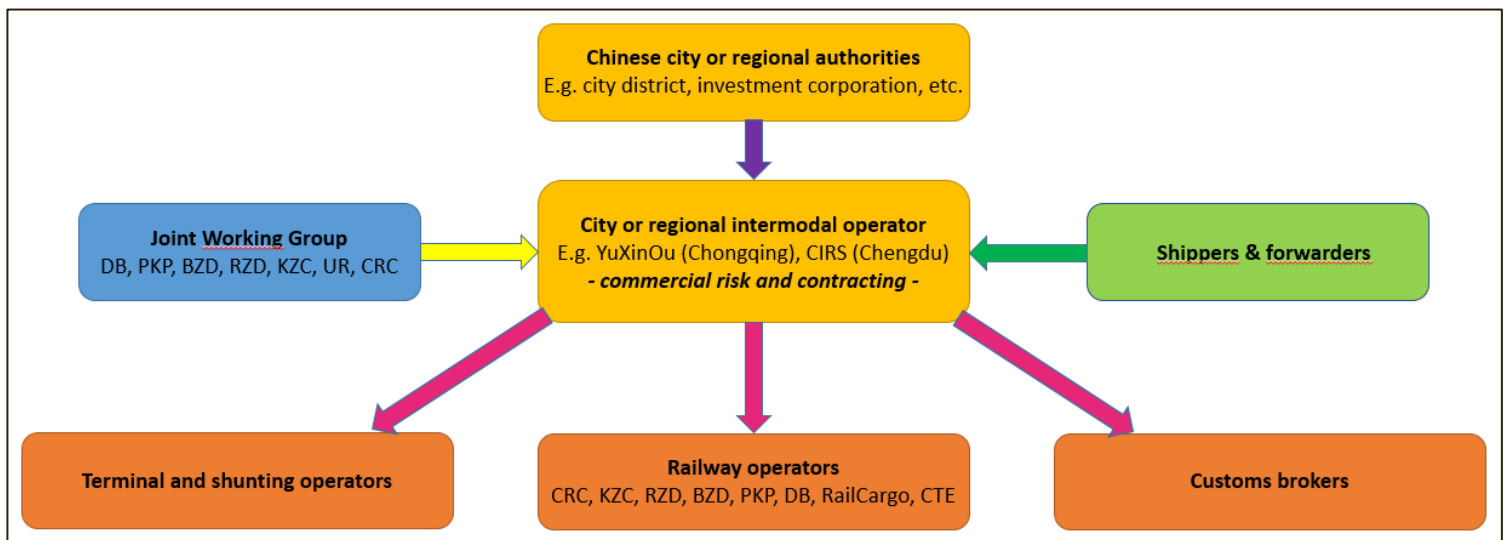 Chinese city or regional authorities
E.g. city district, investment corporation, etc.
Joint Working Group
DB, PKP, BZD, RZD, KZC, UR, CRC
City or regional intermodal operator
E.g. YuXinOu (Chongqing), CIRS (Chengdu)
- commercial risk and contracting -
Shippers & forwarders
Terminal and shunting operators
Railway operators
CRC, KZC, RZD, BZD, PKP, DB, RailCargo, CTE
Customs brokers